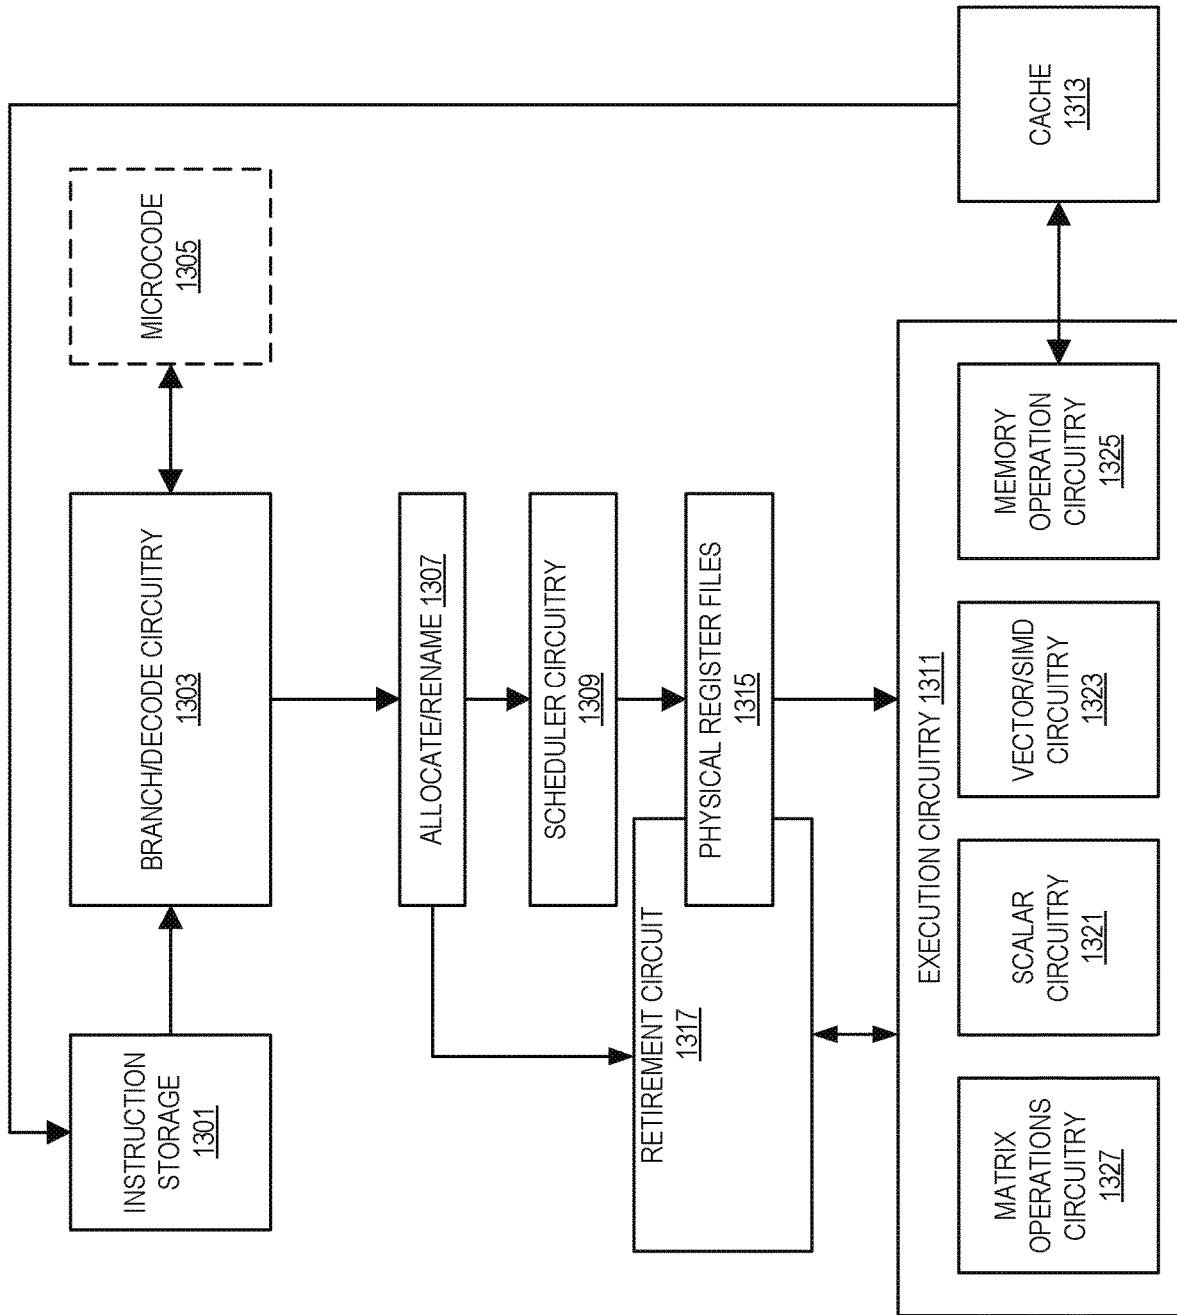 INSTRUCTION
STORAGE
1301
BRANCH/DECODE CIRCUITRY
1303
MICROCODE
1305
ALLOCATE/RENAME 1307
SCHEDULER CIRCUITRY
1309
RETIREMENT CIRCUIT
1317
PHYSICAL REGISTER FILES
1315
EXECUTION CIRCUITRY 1311
MATRIX
OPERATIONS
CIRCUITRY
1327
SCALAR
CIRCUITRY
1321
VECTOR/SIMD
CIRCUITRY
1323
MEMORY
OPERATION
CIRCUITRY
1325
CACHE
1313